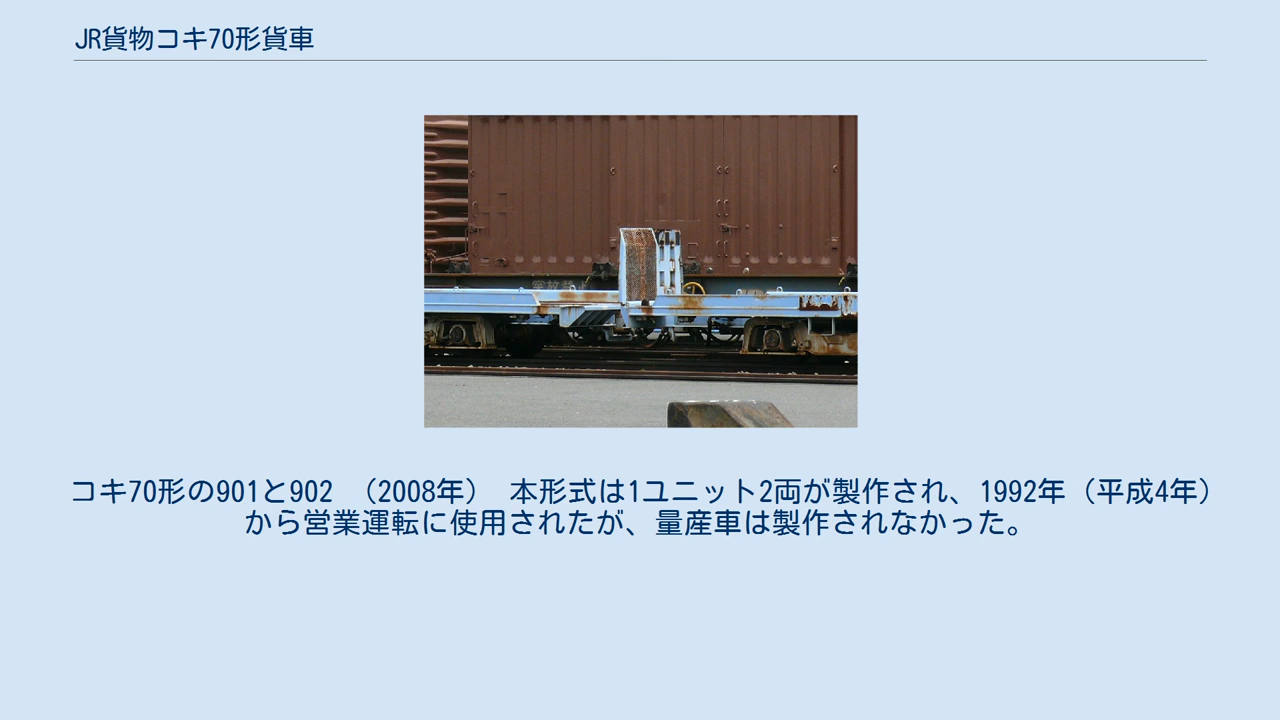 JR貨物コキ70形貨車
コキ70形の901と902 （2008年） 本形式は1ユニット2両が製作され、1992年（平成4年）
から営業運転に使用されたが、量産車は製作されなかった。